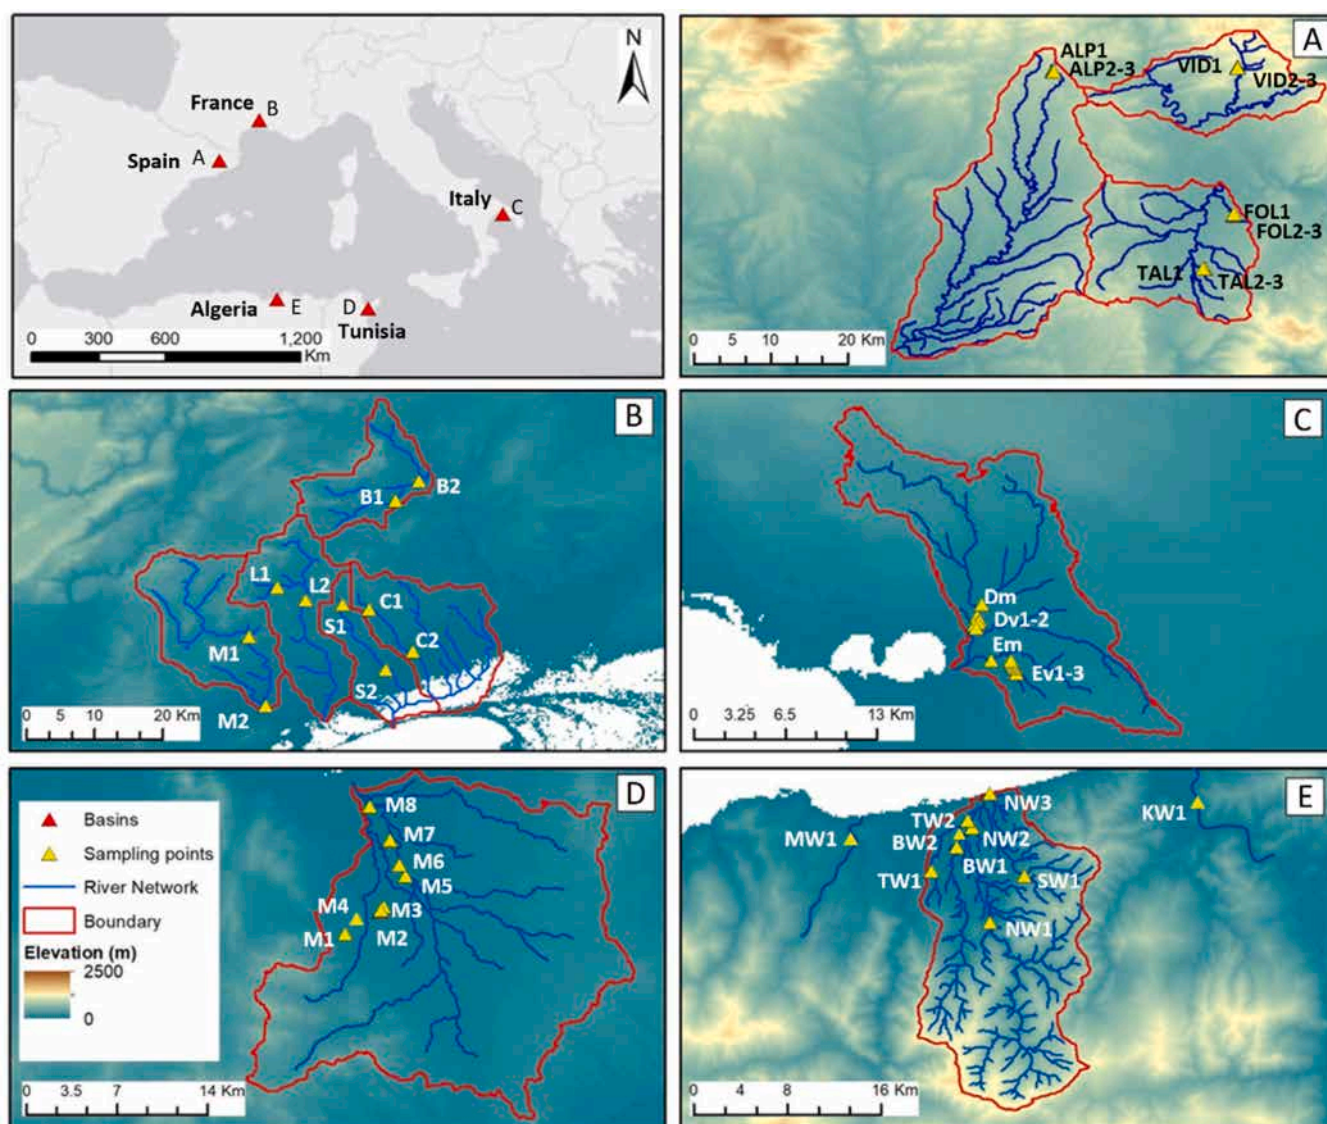 N
France B
Spain A
Italy C
Algeria E
D
Tunisia
0 300 600 1,200
Km
A
ALP1
ALP2-3
VID1
VID2-3
FOL1
FOL2-3
TAL1
TAL2-3
0 5 10 20 Km
B
B1 B2
L1 L2
C1
S1
M1 C2
S2
M2
0 5 10 20 Km
C
Dm
Dv1-2
Em
Ev1-3
0 3.25 6.5 13 Km
D
M8
M7
M6
M5
M4 M3
M1 M2
Basins
Sampling points
River Network
Boundary
Elevation (m)
2500
0
0 3.5 7 14 Km
E
NW3 KW1
TW2
MW1 BW2 NW2
BW1
TW1 SW1
NW1
0 4 8 16 Km